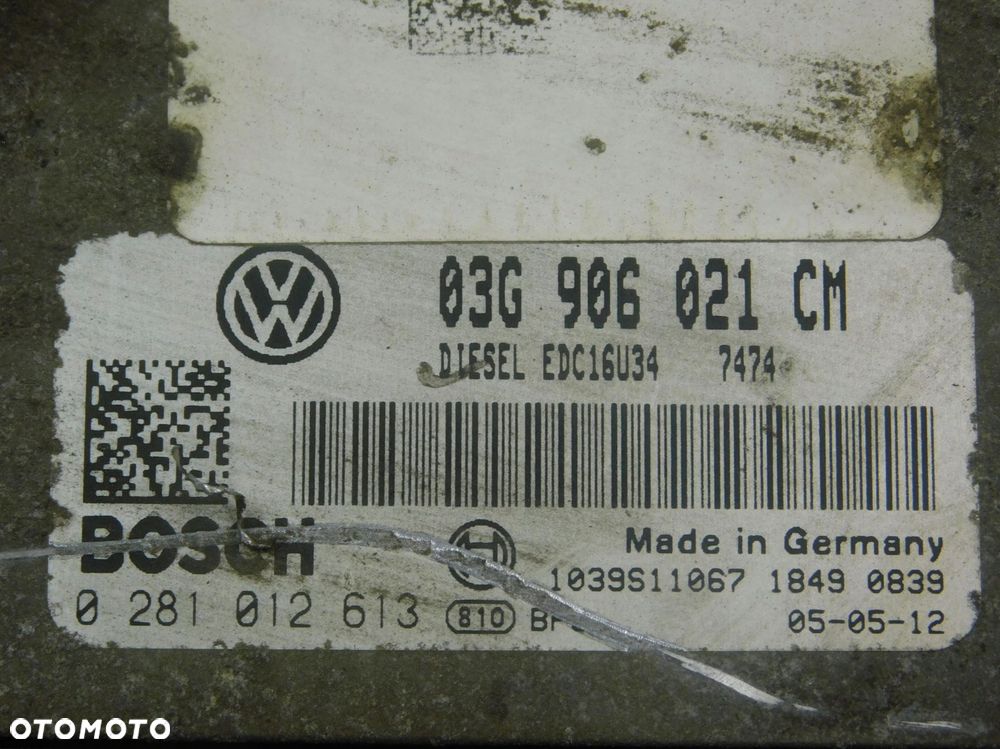 03G 906 021 CM
DIESEL EDC16U34 7474
BOSCH
Made in Germany
1039S11067 1849 0839
0 281 012 613 810
05-05-12
OTOMOTO